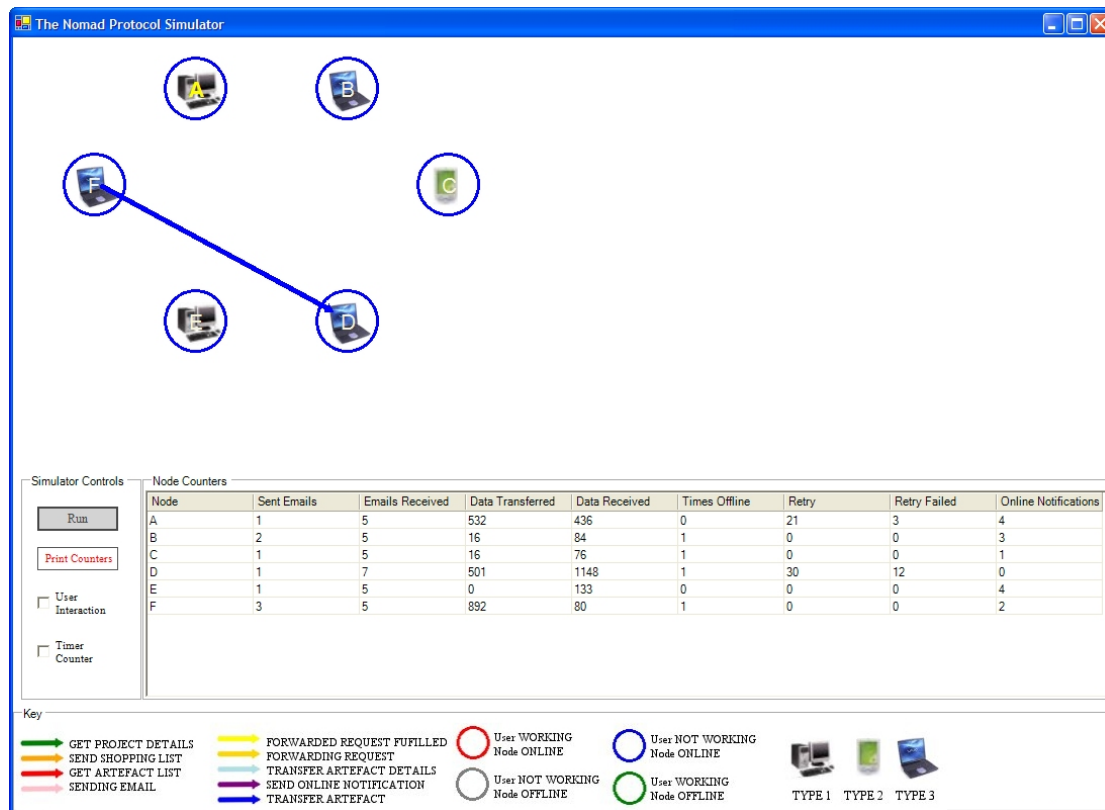 The Nomad Protocol Simulator
A
B
F
C
E
D
Simulator Controls
Node Counters
Run
Print Counters
User
Interaction
Timer
Counter
Node Sent Emails Emails Received Data Transferred Data Received Times Offline Retry Retry Failed Online Notifications
A 1 5 532 436 0 21 3 4
B 2 5 16 84 1 0 0 3
C 1 5 16 76 1 0 0 1
D 1 7 501 1148 1 30 12 0
E 1 5 0 133 0 0 0 4
F 3 5 892 80 1 0 0 2
Key
GET PROJECT DETAILS
SEND SHOPPING LIST
GET ARTEFACT LIST
SENDING EMAIL
FORWARDED REQUEST FUFILLED
FORWARDING REQUEST
TRANSFER ARTEFACT DETAILS
SEND ONLINE NOTIFICATION
TRANSFER ARTEFACT
User WORKING
Node ONLINE
User NOT WORKING
Node OFFLINE
User NOT WORKING
Node ONLINE
User WORKING
Node OFFLINE
TYPE 1 TYPE 2 TYPE 3